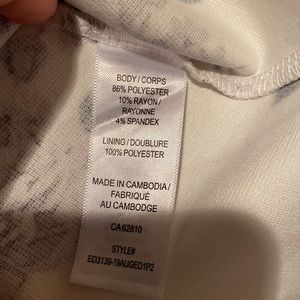 BODY / CORPS
86% POLYESTER
10% RAYON /
RAYONNE
4% SPANDEX
LINING / DOUBLURE
100% POLYESTER
MADE IN CAMBODIA /
FABRIQUÉ
AU CAMBODGE
CA 62810
STYLE#
ED3139-19AUGED1P2